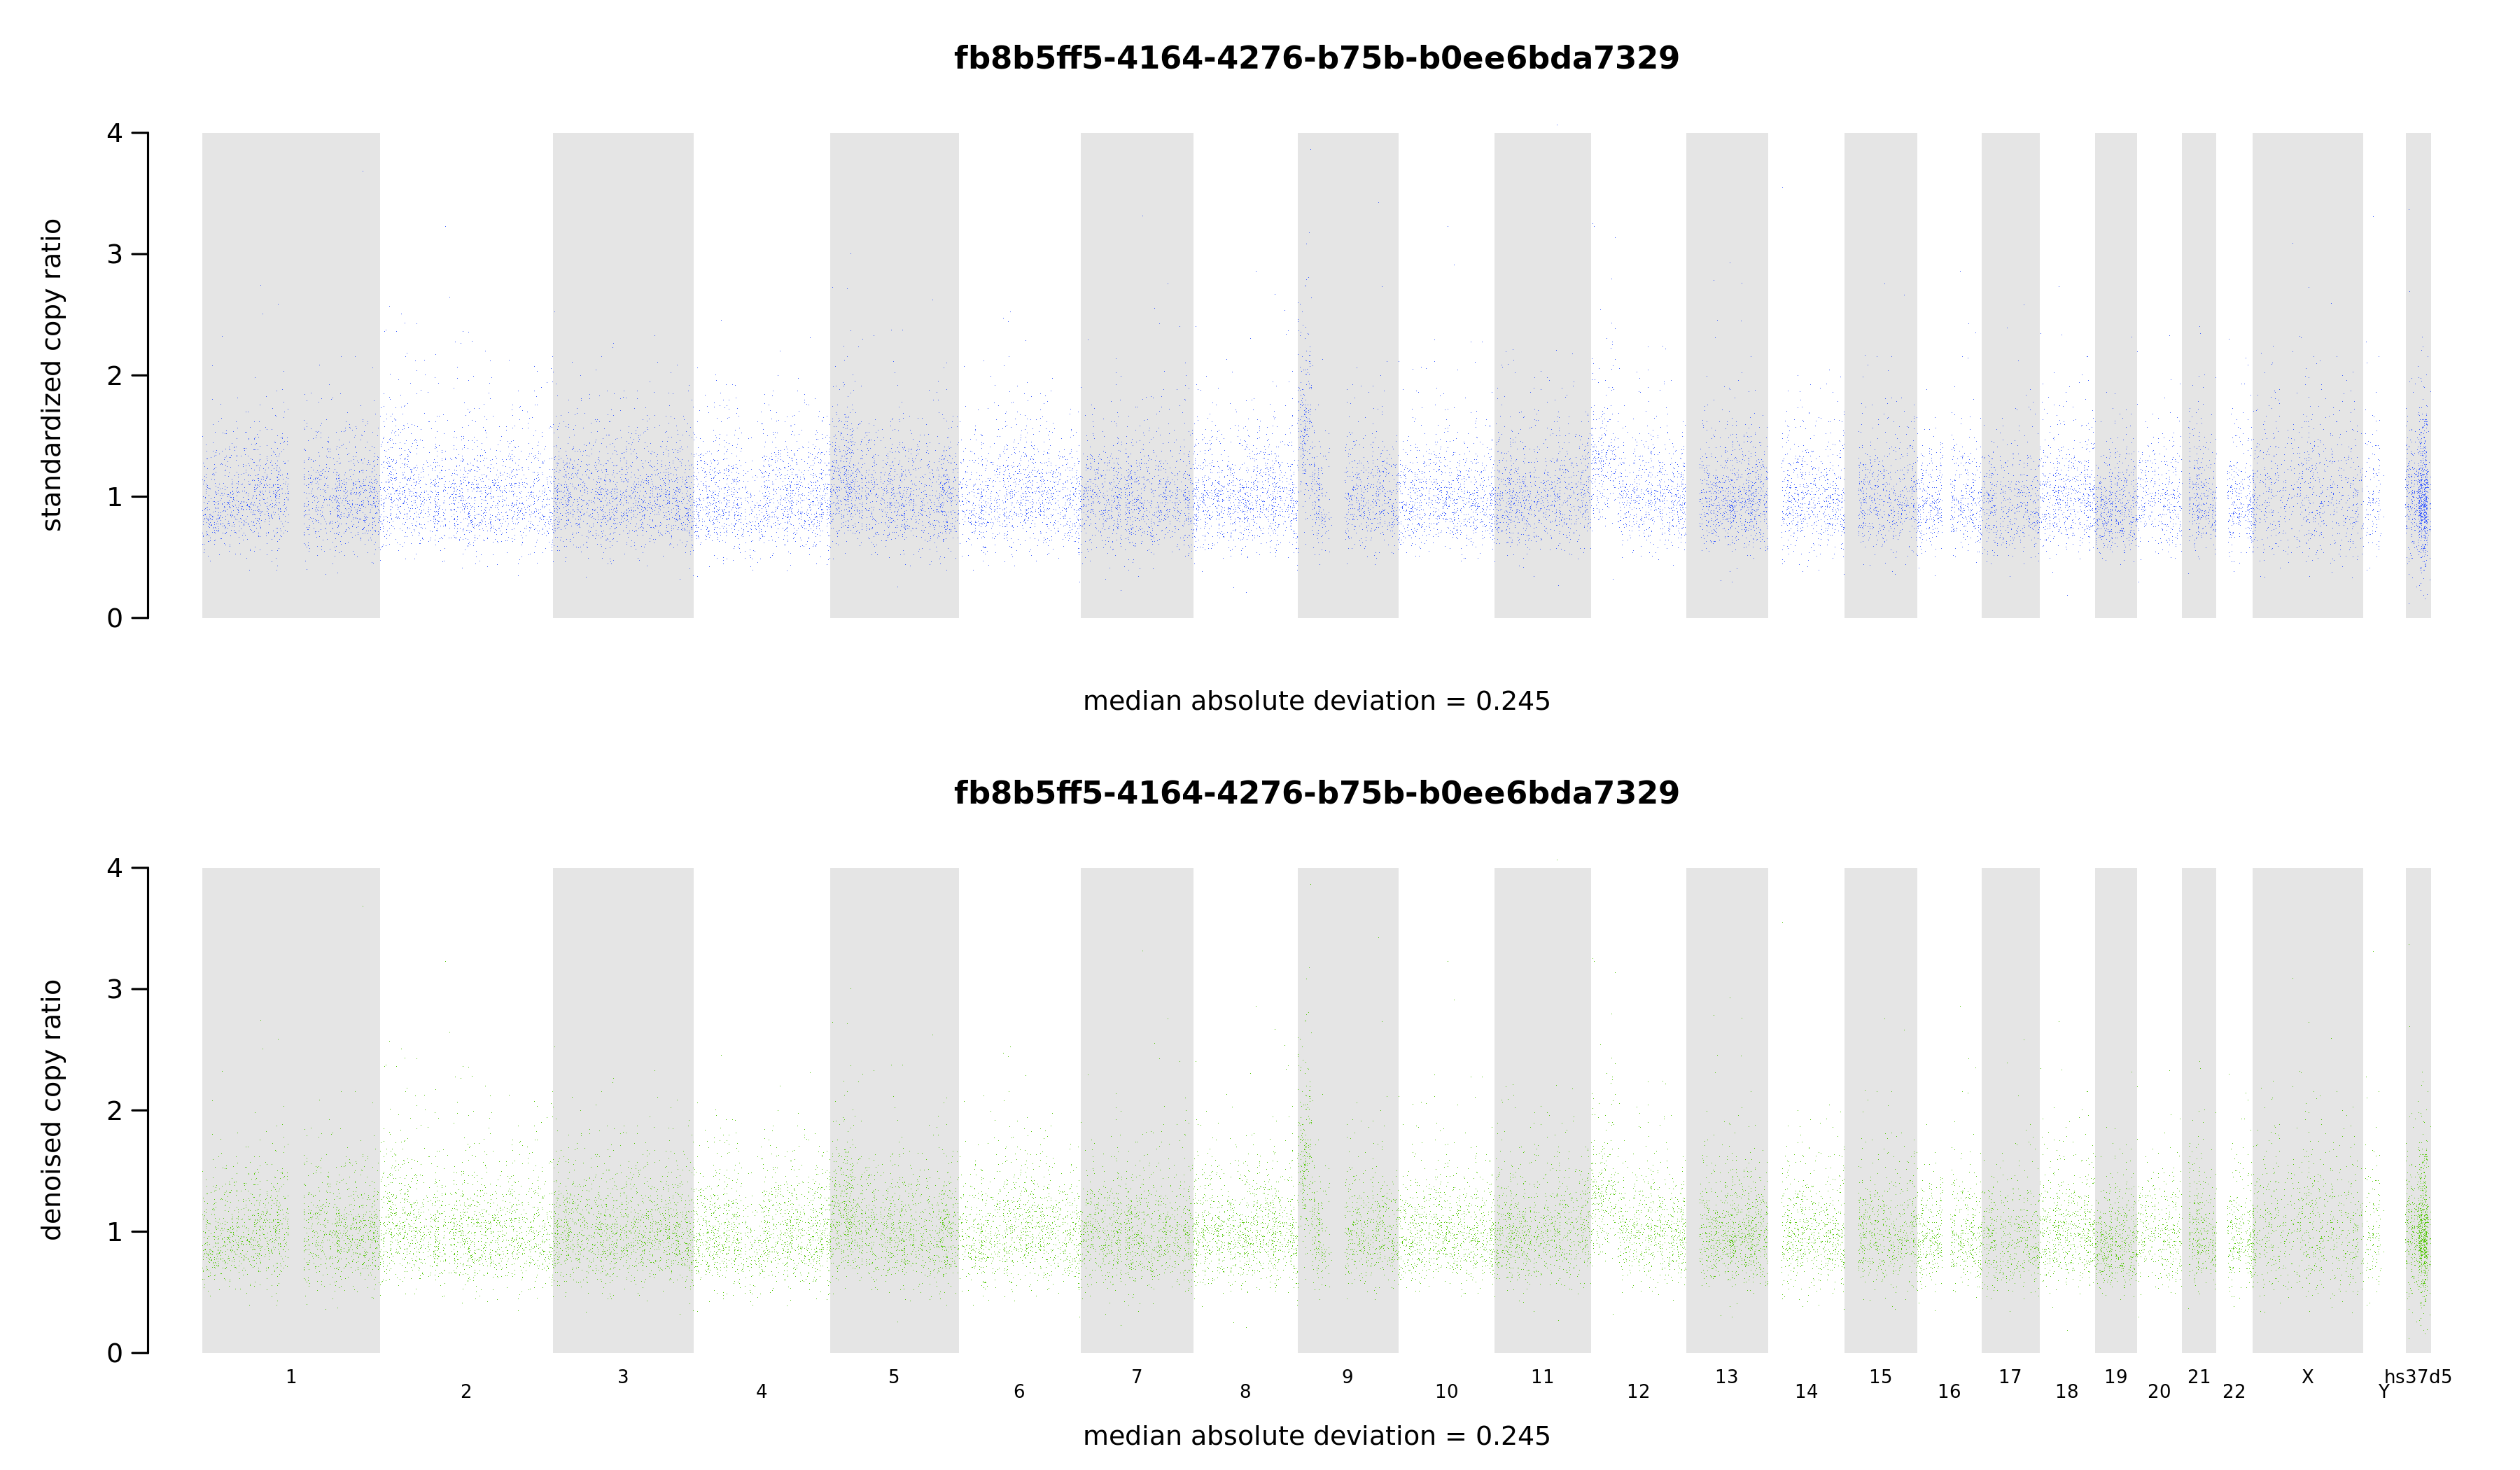 fb8b5ff5-4164-4276-b75b-b0ee6bda7329
standardized copy ratio
4
3
2
1
0
median absolute deviation = 0.245
fb8b5ff5-4164-4276-b75b-b0ee6bda7329
denoised copy ratio
4
3
2
1
0
1 3 5 7 9 11 13 15 17 19 21 X hs37d5
2 4 6 8 10 12 14 16 18 20 22 Y
median absolute deviation = 0.245